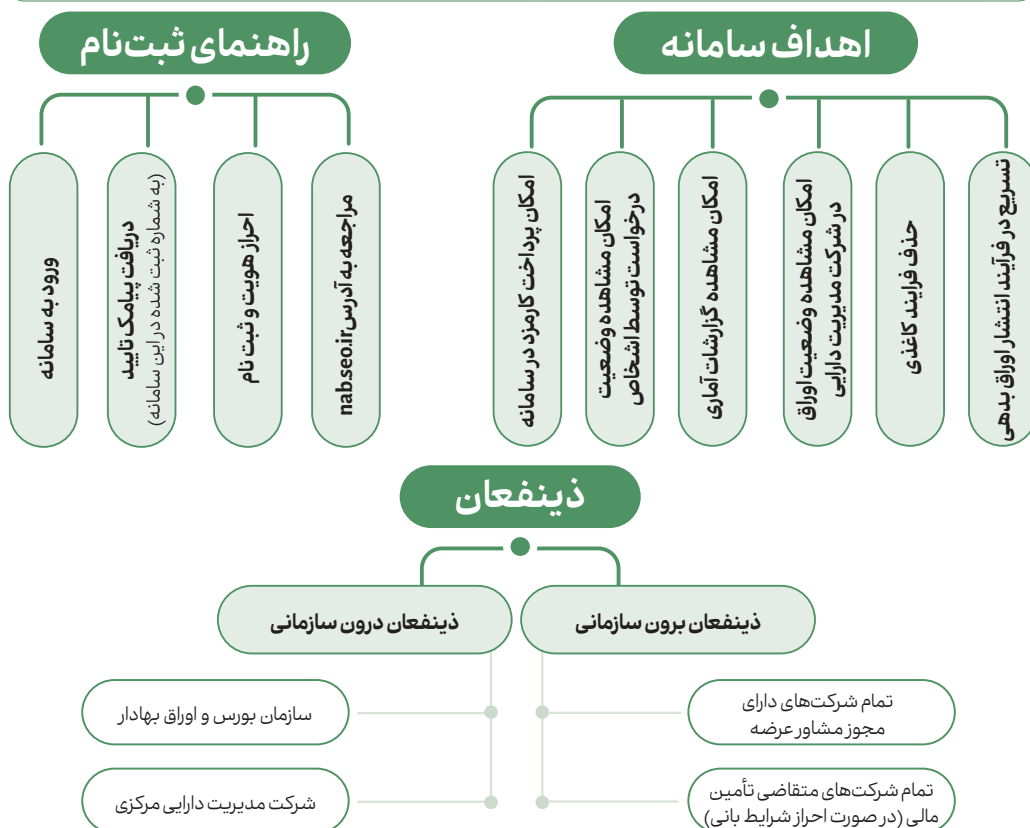 اهداف سامانه
تسریع در فرآیند انتشار اوراق بدهی
حذف فرایند کاغذی
امکان مشاهده وضعیت اوراق
در شرکت مدیریت دارایی
امکان مشاهده گزارشات آماری
امکان مشاهده وضعیت
درخواست توسط اشخاص
امکان پرداخت کارمزد در سامانه
راهنمای ثبت‌نام
مراجعه به آدرس nab.seo.ir
احراز هویت و ثبت نام
دریافت پیامک تایید
(به شماره ثبت شده در این سامانه)
ورود به سامانه
ذینفعان
ذینفعان برون سازمانی
تمام شرکت‌های دارای
مجوز مشاور عرضه
تمام شرکت‌های متقاضی تأمین
مالی (در صورت احراز شرایط بانی)
ذینفعان درون سازمانی
سازمان بورس و اوراق بهادار
شرکت مدیریت دارایی مرکزی